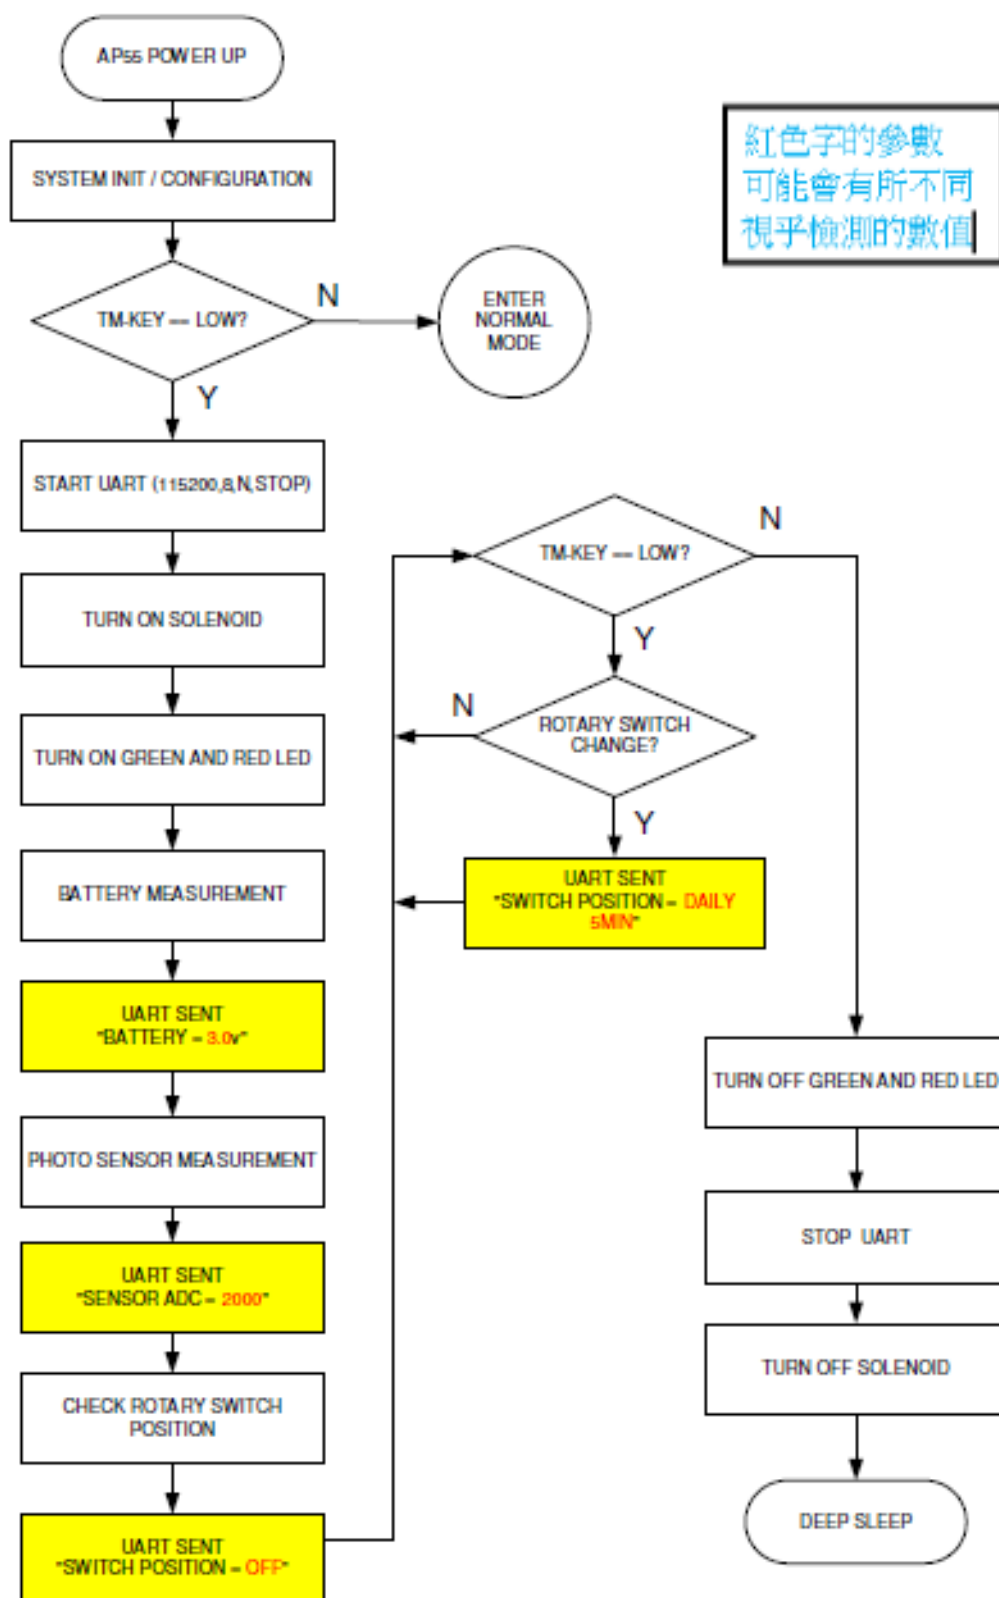 AP55 POWER UP
SYSTEM INIT / CONFIGURATION
TM-KEY == LOW?
N
ENTER
NORMAL
MODE
Y
START UART (115200,8,N,STOP)
TURN ON SOLENOID
TURN ON GREEN AND RED LED
BATTERY MEASUREMENT
UART SENT
"BATTERY = 3.0v"
PHOTO SENSOR MEASUREMENT
UART SENT
"SENSOR ADC = 2000"
CHECK ROTARY SWITCH
POSITION
UART SENT
"SWITCH POSITION = OFF"
紅色字的參數
可能會有所不同
視乎檢測的數值
TM-KEY == LOW?
N
Y
ROTARY SWITCH
CHANGE?
N
Y
UART SENT
"SWITCH POSITION = DAILY
5MIN"
TURN OFF GREEN AND RED LED
STOP UART
TURN OFF SOLENOID
DEEP SLEEP